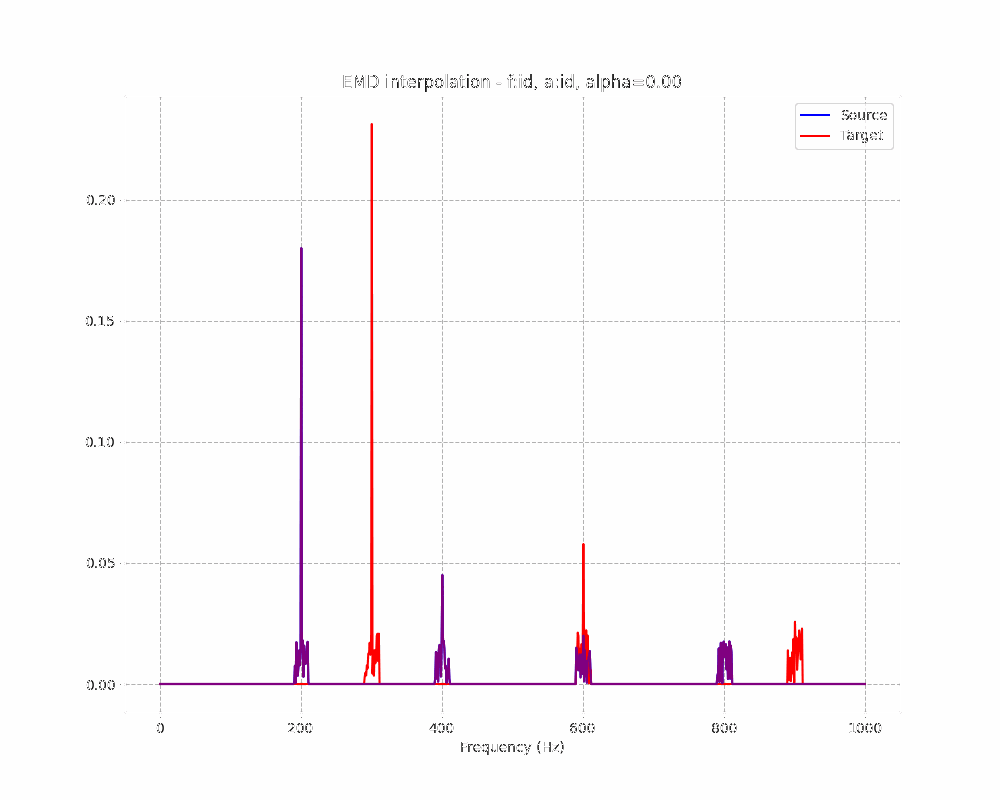 EMD interpolation - f:id, a:id, alpha=0.00
Source
Target
0.20
0.15
0.10
0.05
0.00
0 200 400 600 800 1000
Frequency (Hz)